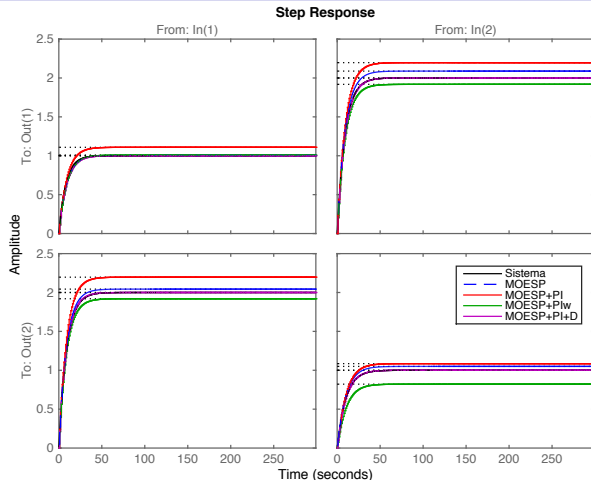 Step Response
From: In(1)
From: In(2)
To: Out(1)
2.5
2
1.5
1
0.5
0
Amplitude
To: Out(2)
2.5
2
1.5
1
0.5
0
Sistema
MOESP
MOESP+PI
MOESP+PIw
MOESP+PI+D
0 50 100 150 200 250
0 50 100 150 200 250
Time (seconds)